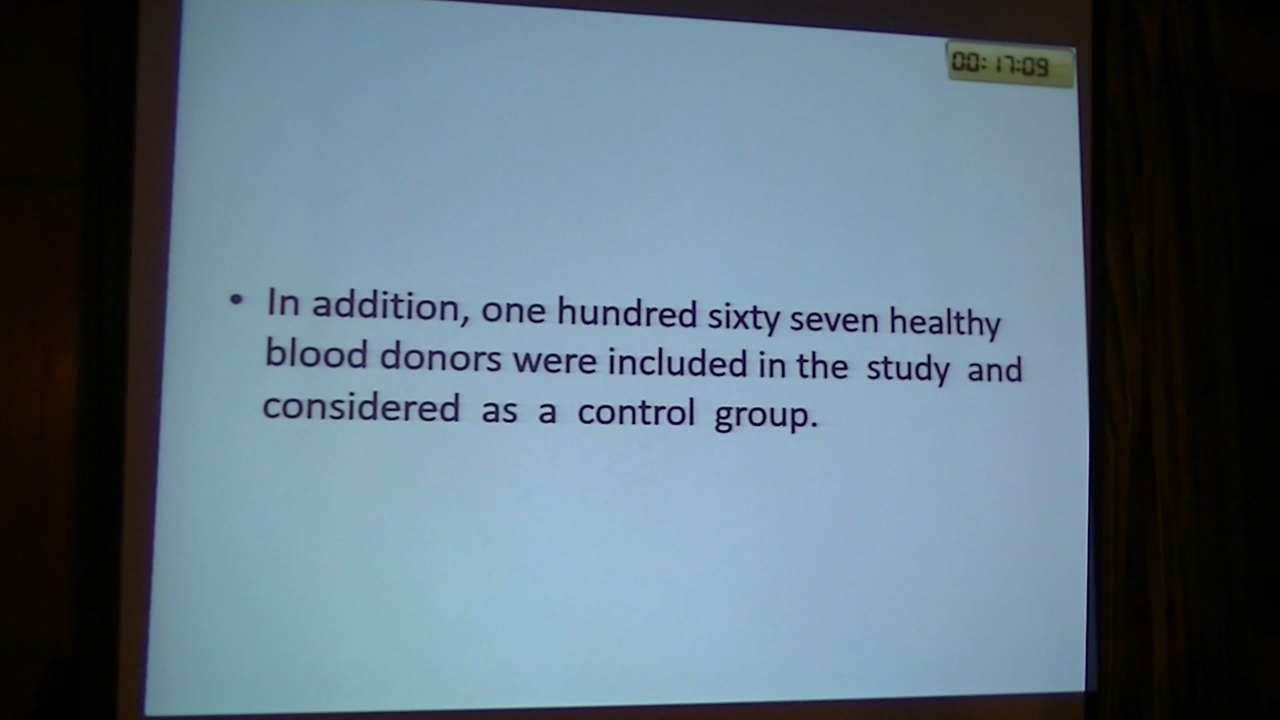 00:17:09
• In addition, one hundred sixty seven healthy
blood donors were included in the study and
considered as a control group.